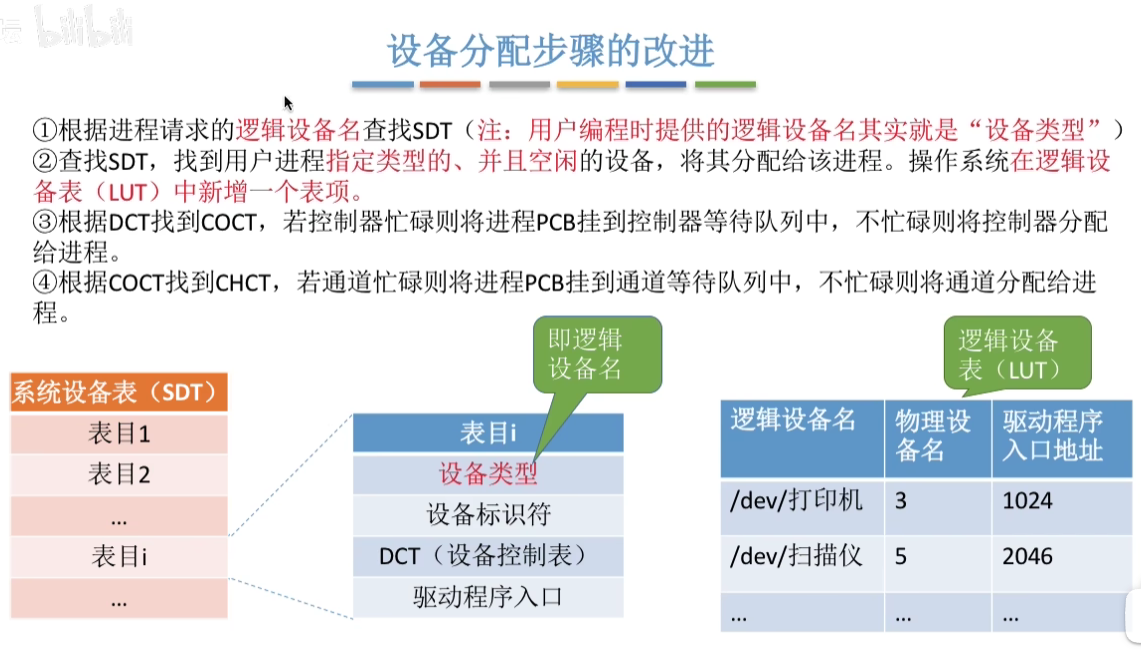 bilibili
设备分配步骤的改进
①根据进程请求的逻辑设备名查找SDT（注：用户编程时提供的逻辑设备名其实就是“设备类型”）
②查找SDT，找到用户进程指定类型的、并且空闲的设备，将其分配给该进程。操作系统在逻辑设
备表（LUT）中新增一个表项。
③根据DCT找到COCT，若控制器忙碌则将进程PCB挂到控制器等待队列中，不忙碌则将控制器分配
给进程。
④根据COCT找到CHCT，若通道忙碌则将进程PCB挂到通道等待队列中，不忙碌则将通道分配给进
程。
即逻辑
设备名
逻辑设备
表（LUT）
系统设备表（SDT）
表目1
表目2
...
表目i
...
表目i
设备类型
设备标识符
DCT（设备控制表）
驱动程序入口
逻辑设备名 物理设 驱动程序
备名 入口地址
/dev/打印机 3 1024
/dev/扫描仪 5 2046
... ... ...